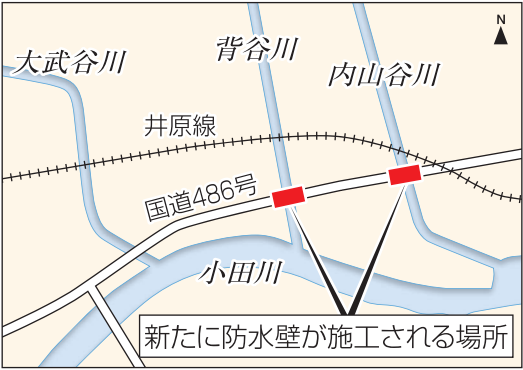 N
背谷川
大武谷川
内山谷川
井原線
国道486号
小田川
新たに防水壁が施工される場所